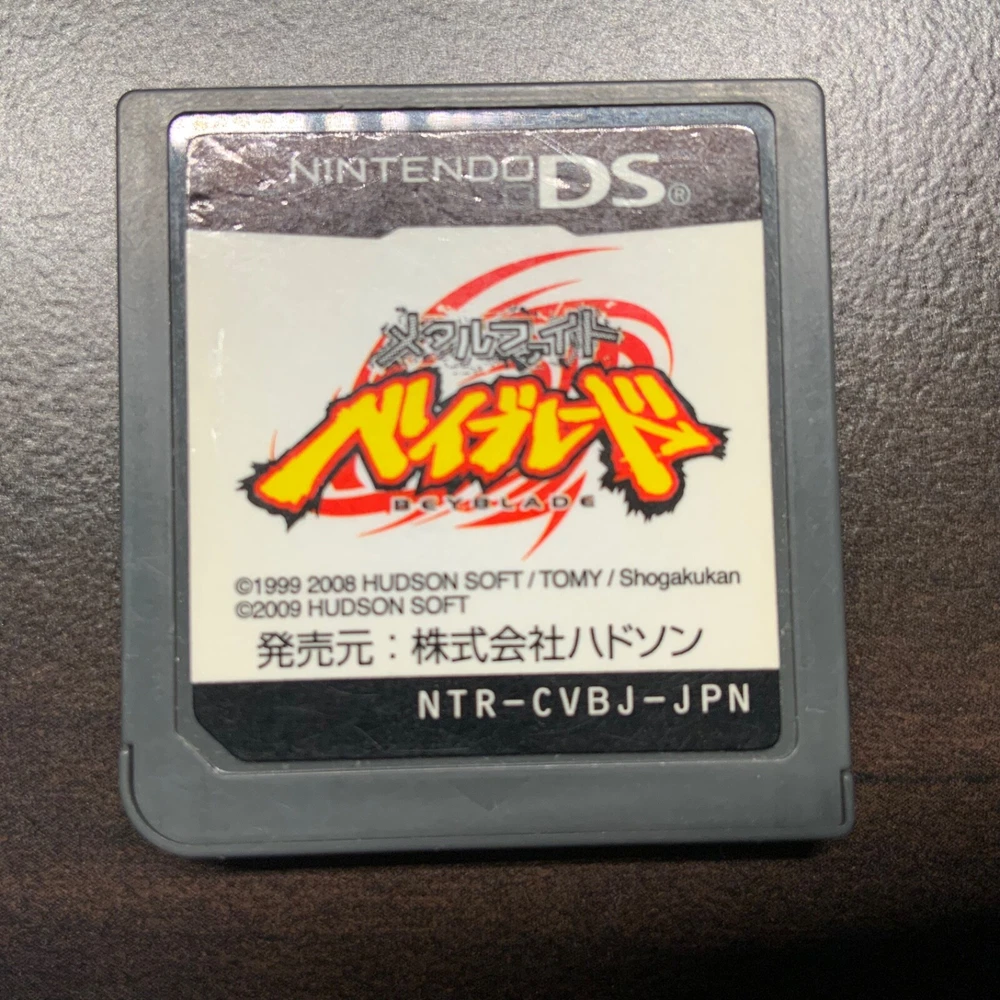 NINTENDO DS®
メタルファイト
ベイブレード
BEYBLADE
©1999 2008 HUDSON SOFT / TOMY / Shogakukan
©2009 HUDSON SOFT
発売元：株式会社ハドソン
NTR-CVBJ-JPN